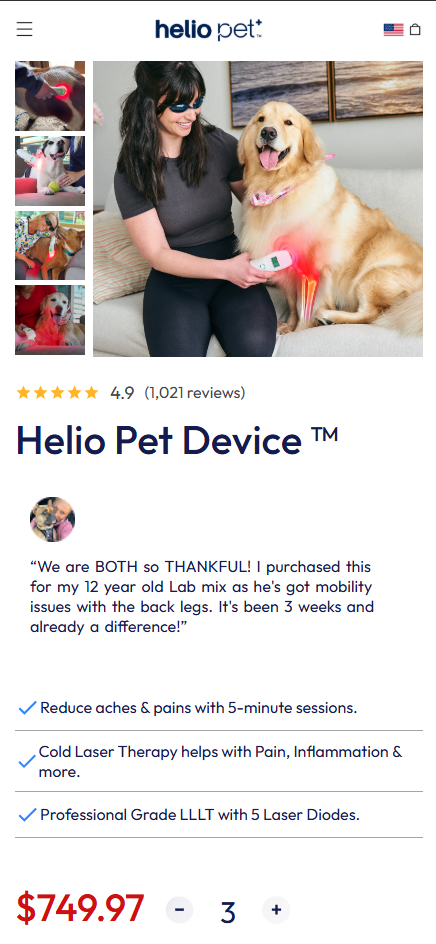 helio pet™
4.9 (1,021 reviews)
Helio Pet Device ™
“We are BOTH so THANKFUL! I purchased this
for my 12 year old Lab mix as he's got mobility
issues with the back legs. It's been 3 weeks and
already a difference!”
Reduce aches & pains with 5-minute sessions.
Cold Laser Therapy helps with Pain, Inflammation &
more.
Professional Grade LLLT with 5 Laser Diodes.
$749.97 - 3 +